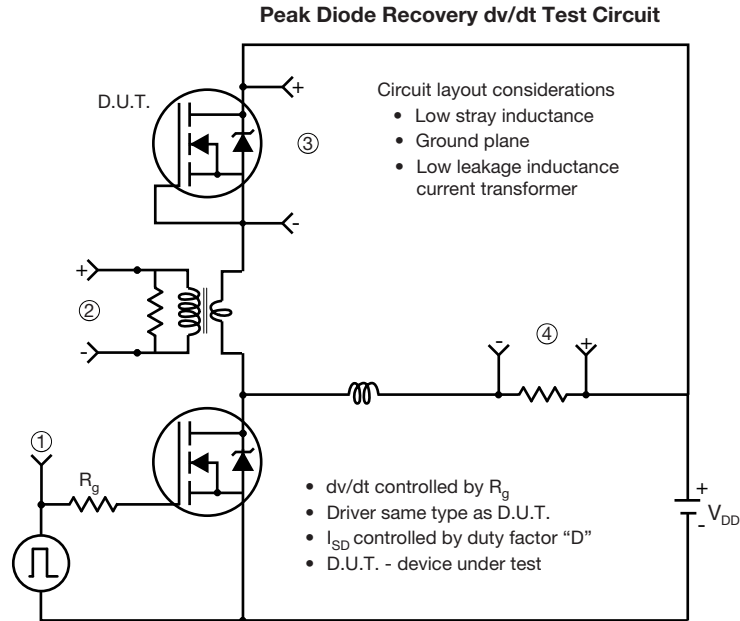 Peak Diode Recovery dv/dt Test Circuit
D.U.T.
+
Circuit layout considerations
• Low stray inductance
• Ground plane
• Low leakage inductance
current transformer
③
-
+
②
-
-
④
+
①
Rg
• dv/dt controlled by Rg
• Driver same type as D.U.T.
• ISD controlled by duty factor “D”
• D.U.T. - device under test
+
VDD
-